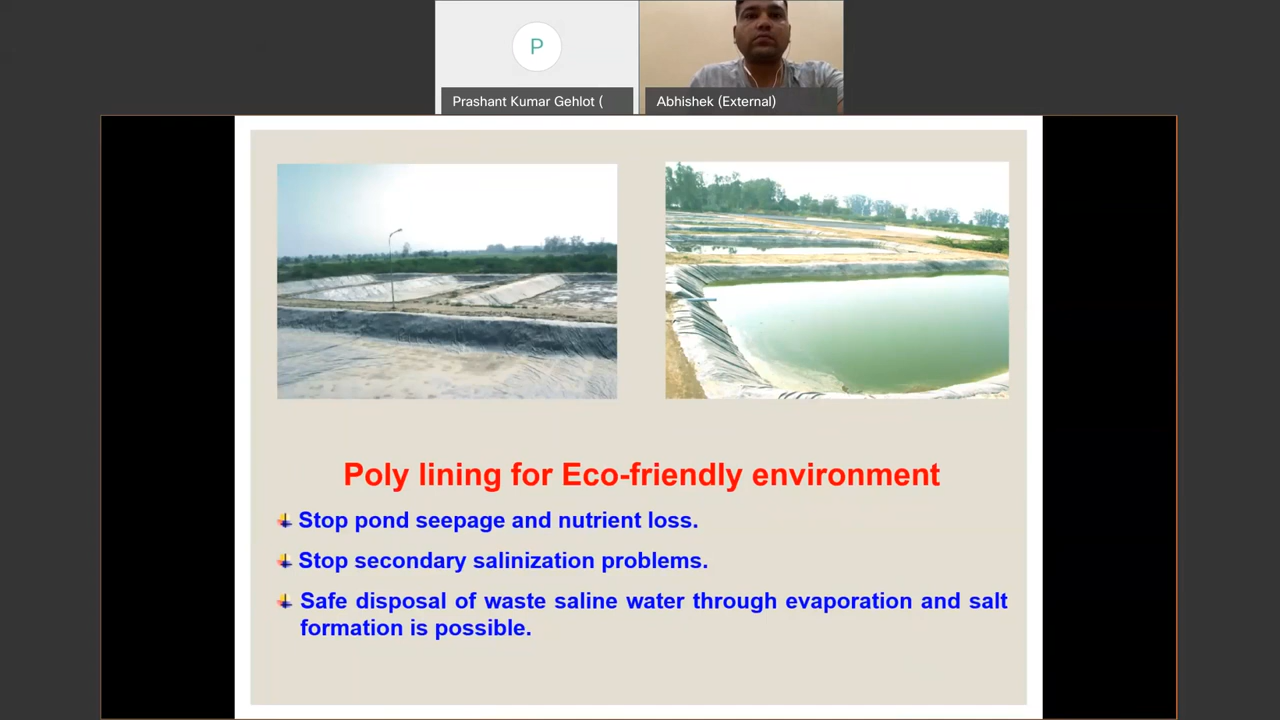 P
Prashant Kumar Gehlot (
Abhishek (External)
Poly lining for Eco-friendly environment
Stop pond seepage and nutrient loss.
Stop secondary salinization problems.
Safe disposal of waste saline water through evaporation and salt
formation is possible.